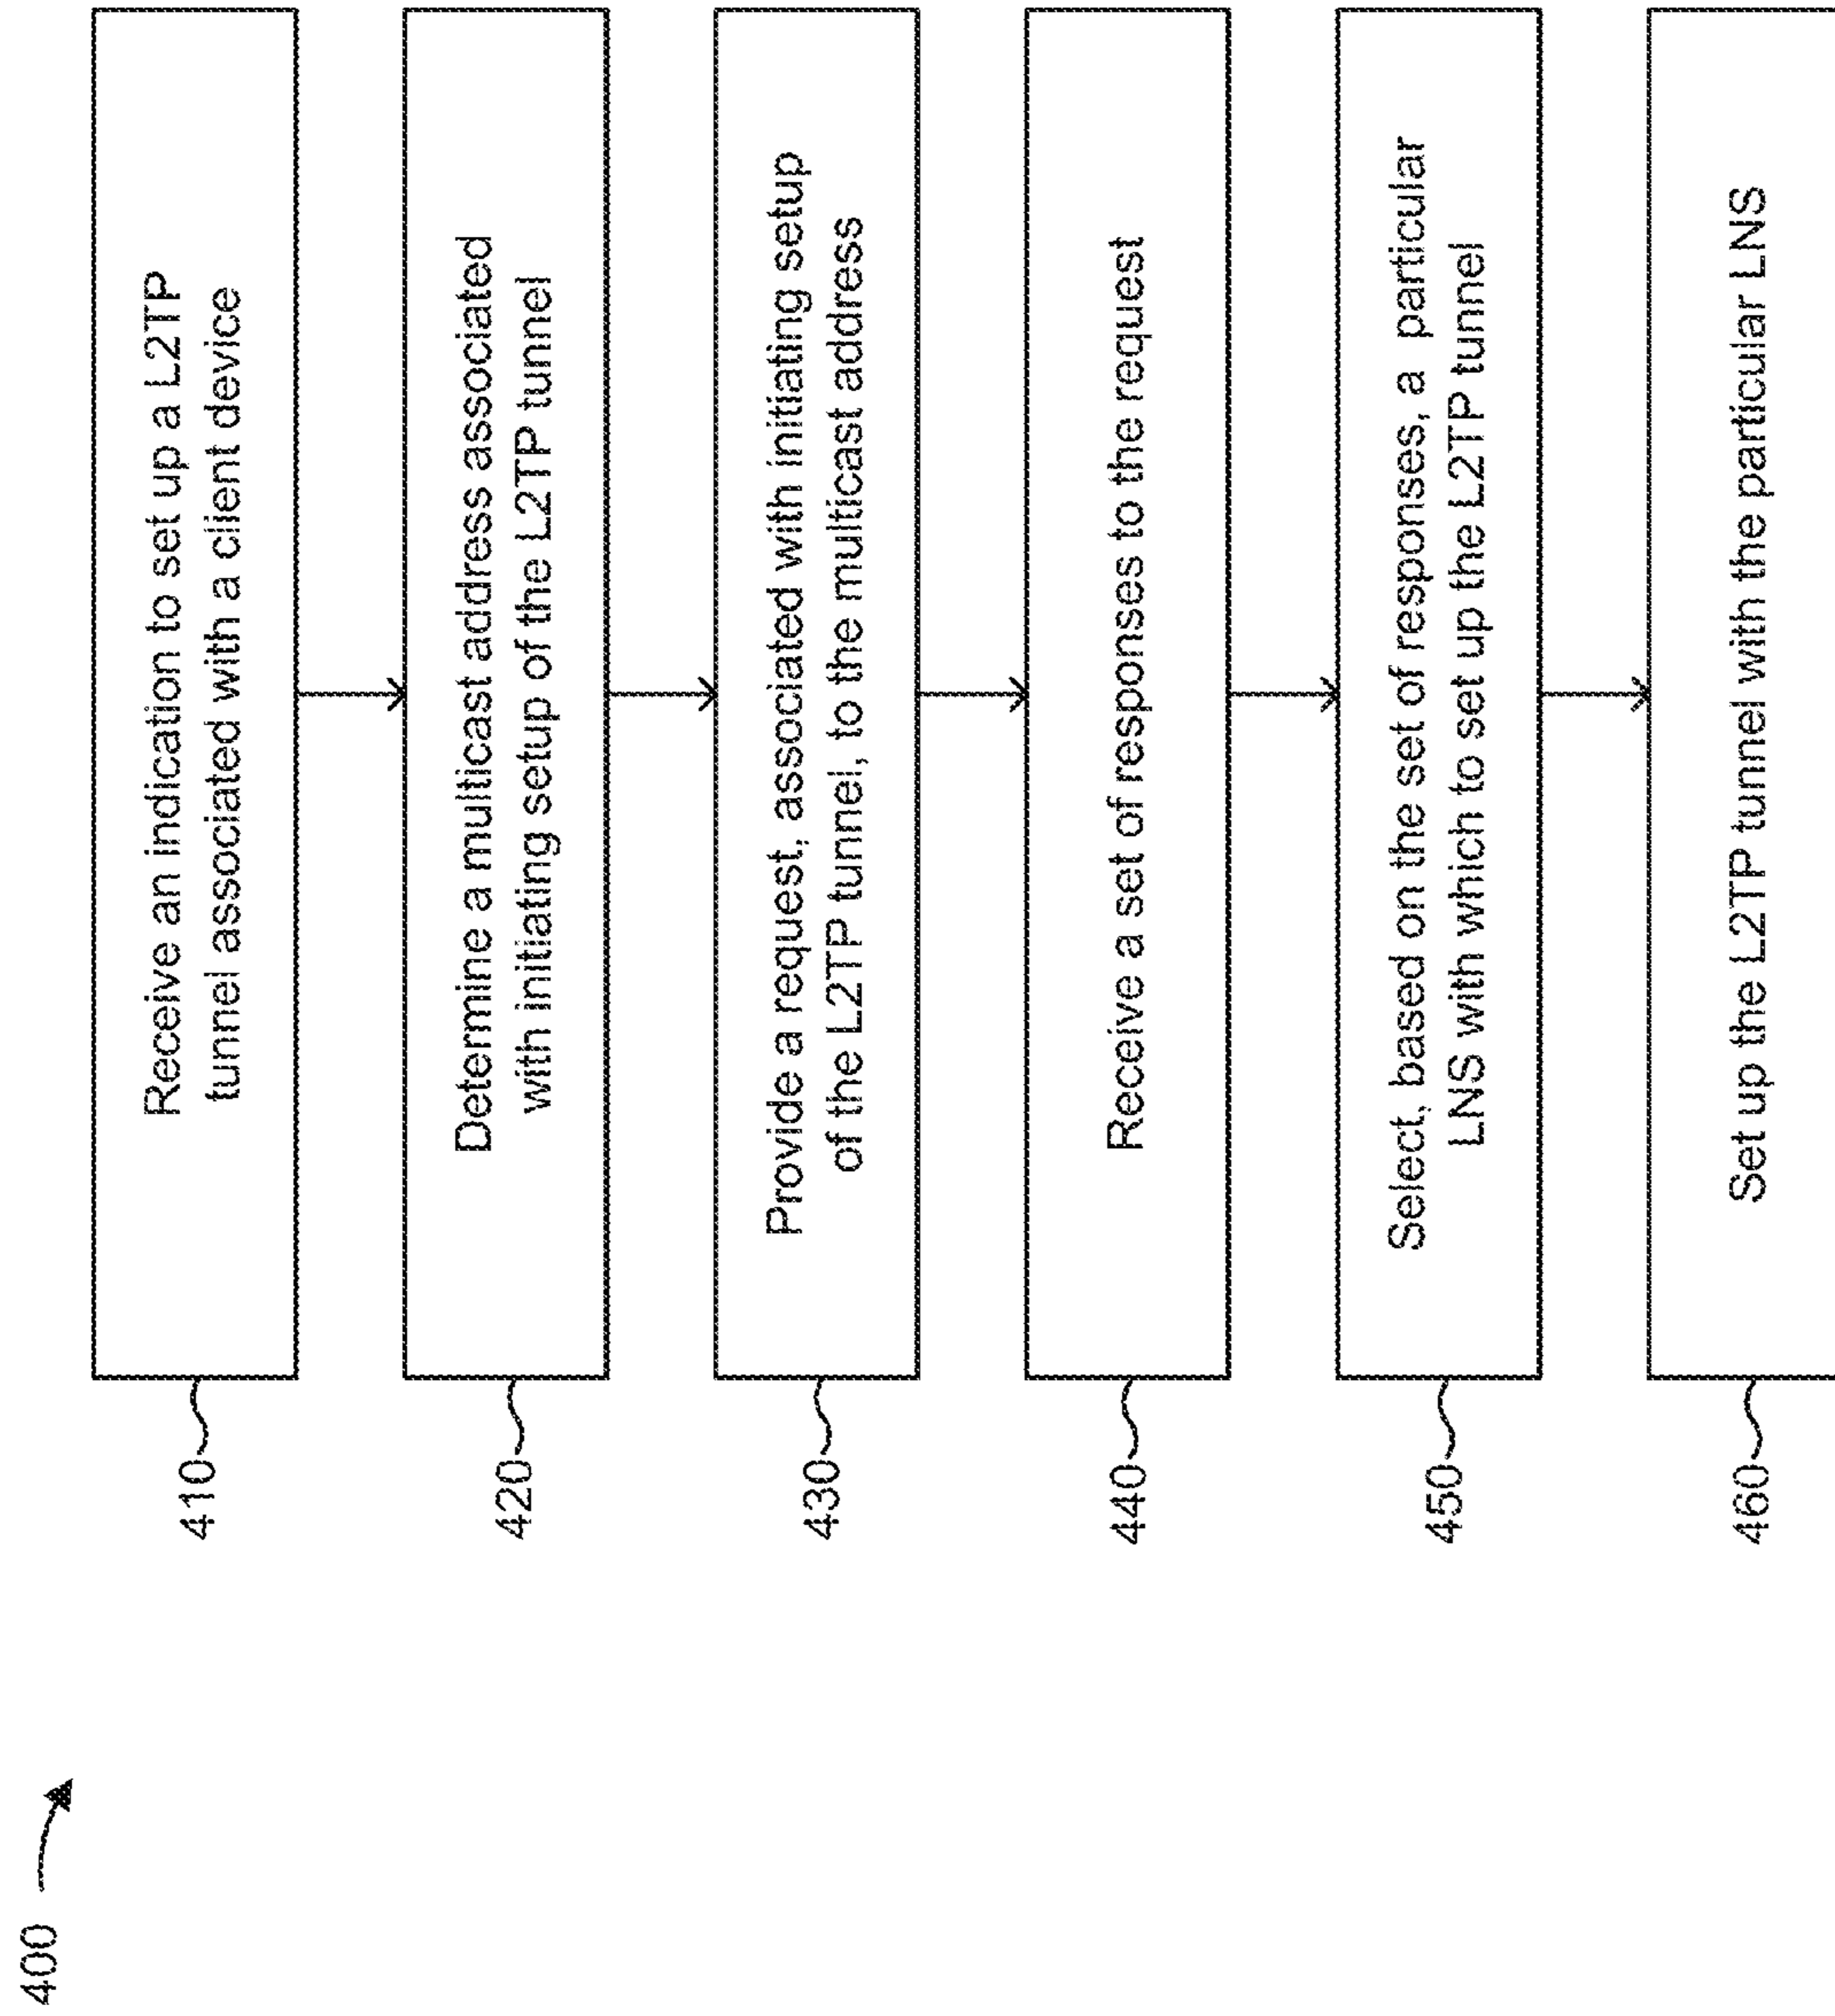 400
410
Receive an indication to set up a L2TP
tunnel associated with a client device
420
Determine a multicast address associated
with initiating setup of the L2TP tunnel
430
Provide a request, associated with initiating setup
of the L2TP tunnel, to the multicast address
440
Receive a set of responses to the request
450
Select, based on the set of responses, a particular
LNS with which to set up the L2TP tunnel
460
Set up the L2TP tunnel with the particular LNS